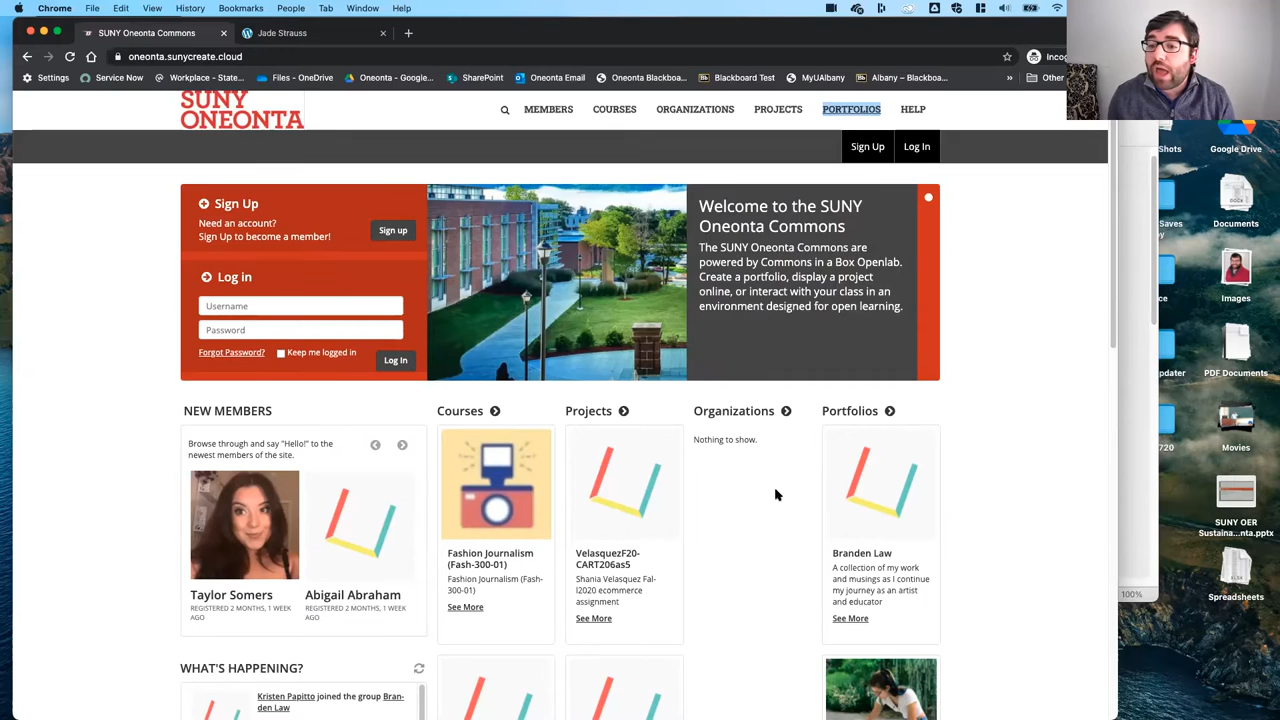 Chrome File Edit View History Bookmarks People Tab Window Help
SUNY Oneonta Commons
Jade Strauss
oneonta.sunycreate.cloud
Settings Service Now Workplace – State... Files – OneDrive Oneonta – Google... SharePoint Oneonta Email Oneonta Blackboa... Blackboard Test MyUAlbany Albany – Blackboa... » Other
SUNY ONEONTA
MEMBERS COURSES ORGANIZATIONS PROJECTS PORTFOLIOS HELP
Sign Up Log In
Sign Up
Need an account?
Sign Up to become a member!
Sign up
Log in
Username
Password
Forgot Password? Keep me logged in
Log In
Welcome to the SUNY
Oneonta Commons
The SUNY Oneonta Commons are
powered by Commons in a Box Openlab.
Create a portfolio, display a project
online, or interact with your class in an
environment designed for open learning.
NEW MEMBERS
Browse through and say "Hello!" to the
newest members of the site.
Taylor Somers
REGISTERED 2 MONTHS, 1 WEEK
AGO
Abigail Abraham
REGISTERED 2 MONTHS, 1 WEEK
AGO
WHAT'S HAPPENING?
Kristen Papitto joined the group Bran-
den Law
Courses
Fashion Journalism
(Fash-300-01)
Fashion Journalism (Fash-
300-01)
See More
Projects
VelasquezF20-
CART206as5
Shania Velasquez Fal-
l2020 ecommerce
assignment
See More
Organizations
Nothing to show.
Portfolios
Branden Law
A collection of my work
and musings as I continue
my journey as an artist
and educator
See More
Google Drive
Documents
Images
PDF Documents
Movies
SUNY OER
Sustaina...nta.pptx
Spreadsheets
100%